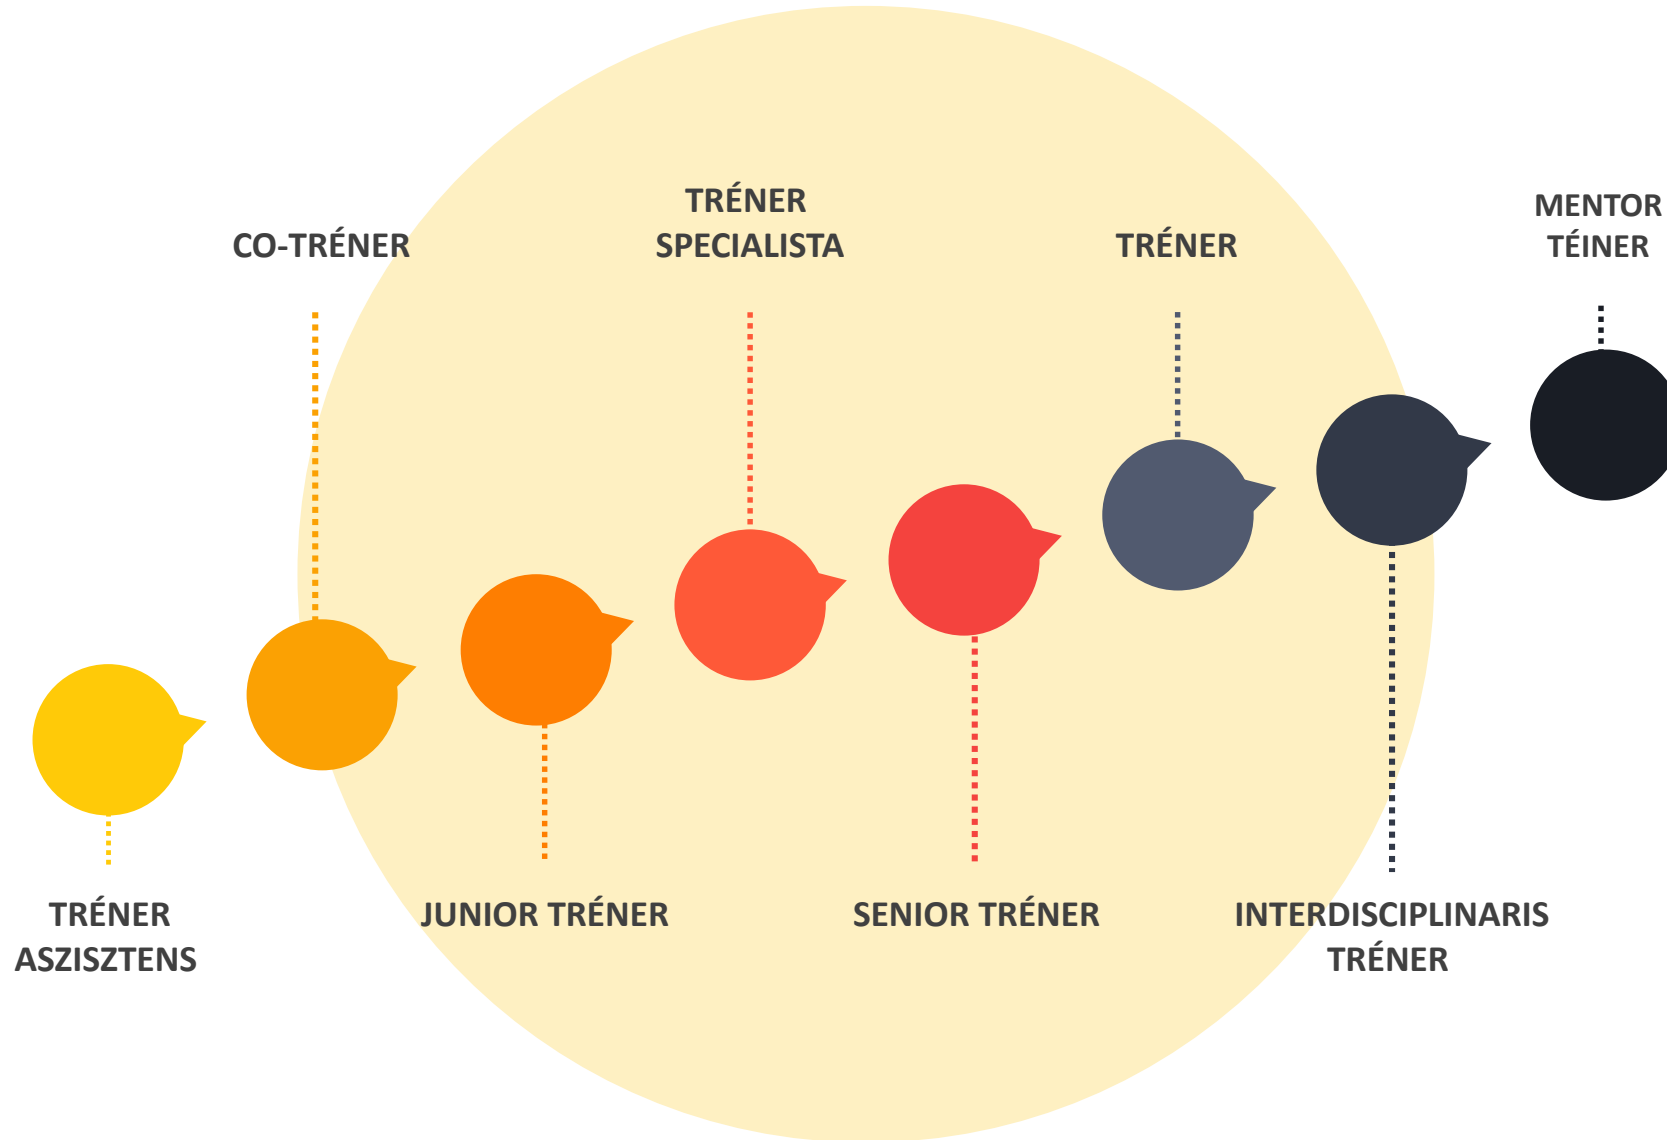 TRÉNER
ASZISZTENS
CO-TRÉNER
JUNIOR TRÉNER
TRÉNER
SPECIALISTA
SENIOR TRÉNER
TRÉNER
INTERDISCIPLINARIS
TRÉNER
MENTOR
TÉINER